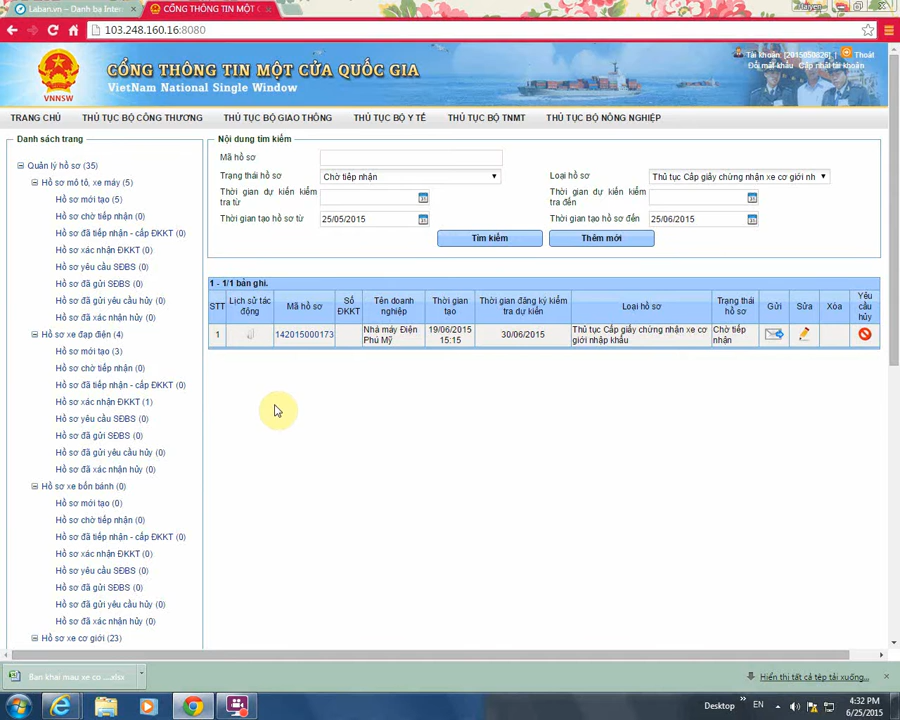 Laban.vn – Danh bạ Inter
CỔNG THÔNG TIN MỘT C
103.248.160.16:8080
VNNSW
CỔNG THÔNG TIN MỘT CỬA QUỐC GIA
VietNam National Single Window
Tài khoản: [2015050826] Thoát
Đổi mật khẩu Cập nhật tài khoản
TRANG CHỦ THỦ TỤC BỘ CÔNG THƯƠNG THỦ TỤC BỘ GIAO THÔNG THỦ TỤC BỘ Y TẾ THỦ TỤC BỘ TNMT THỦ TỤC BỘ NÔNG NGHIỆP
Danh sách trang
Quản lý hồ sơ (35)
Hồ sơ mô tô, xe máy (5)
Hồ sơ mới tạo (5)
Hồ sơ chờ tiếp nhận (0)
Hồ sơ đã tiếp nhận - cấp ĐKKT (0)
Hồ sơ xác nhận ĐKKT (0)
Hồ sơ yêu cầu SĐBS (0)
Hồ sơ đã gửi SĐBS (0)
Hồ sơ đã gửi yêu cầu hủy (0)
Hồ sơ đã xác nhận hủy (0)
Hồ sơ xe đạp điện (4)
Hồ sơ mới tạo (3)
Hồ sơ chờ tiếp nhận (0)
Hồ sơ đã tiếp nhận - cấp ĐKKT (0)
Hồ sơ xác nhận ĐKKT (1)
Hồ sơ yêu cầu SĐBS (0)
Hồ sơ đã gửi SĐBS (0)
Hồ sơ đã gửi yêu cầu hủy (0)
Hồ sơ đã xác nhận hủy (0)
Hồ sơ xe bốn bánh (0)
Hồ sơ mới tạo (0)
Hồ sơ chờ tiếp nhận (0)
Hồ sơ đã tiếp nhận - cấp ĐKKT (0)
Hồ sơ xác nhận ĐKKT (0)
Hồ sơ yêu cầu SĐBS (0)
Hồ sơ đã gửi SĐBS (0)
Hồ sơ đã gửi yêu cầu hủy (0)
Hồ sơ đã xác nhận hủy (0)
Hồ sơ xe cơ giới (23)
Nội dung tìm kiếm
Mã hồ sơ
Trạng thái hồ sơ Chờ tiếp nhận Loại hồ sơ Thủ tục Cấp giấy chứng nhận xe cơ giới nh
Thời gian dự kiến kiểm tra từ Thời gian dự kiến kiểm tra đến
Thời gian tạo hồ sơ từ 25/05/2015 Thời gian tạo hồ sơ đến 25/06/2015
Tìm kiếm Thêm mới
1 - 1/1 bản ghi.
STT Lịch sử tác động Mã hồ sơ Số ĐKKT Tên doanh nghiệp Thời gian tạo Thời gian đăng ký kiểm tra dự kiến Loại hồ sơ Trạng thái hồ sơ Gửi Sửa Xóa Yêu cầu hủy
1 142015000173 Nhà máy Điện Phú Mỹ 19/06/2015 15:15 30/06/2015 Thủ tục Cấp giấy chứng nhận xe cơ giới nhập khẩu Chờ tiếp nhận
Ban khai mau xe co ....xlsx
Hiển thị tất cả tệp tải xuống...
Desktop EN 4:32 PM
6/25/2015